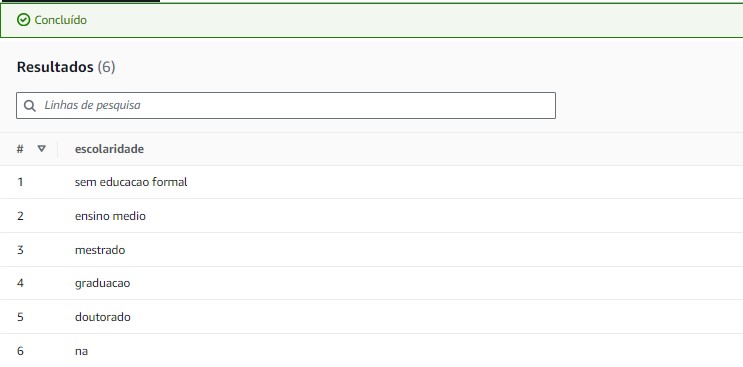 Concluído
Resultados (6)
Linhas de pesquisa
# escolaridade
1 sem educacao formal
2 ensino medio
3 mestrado
4 graduacao
5 doutorado
6 na